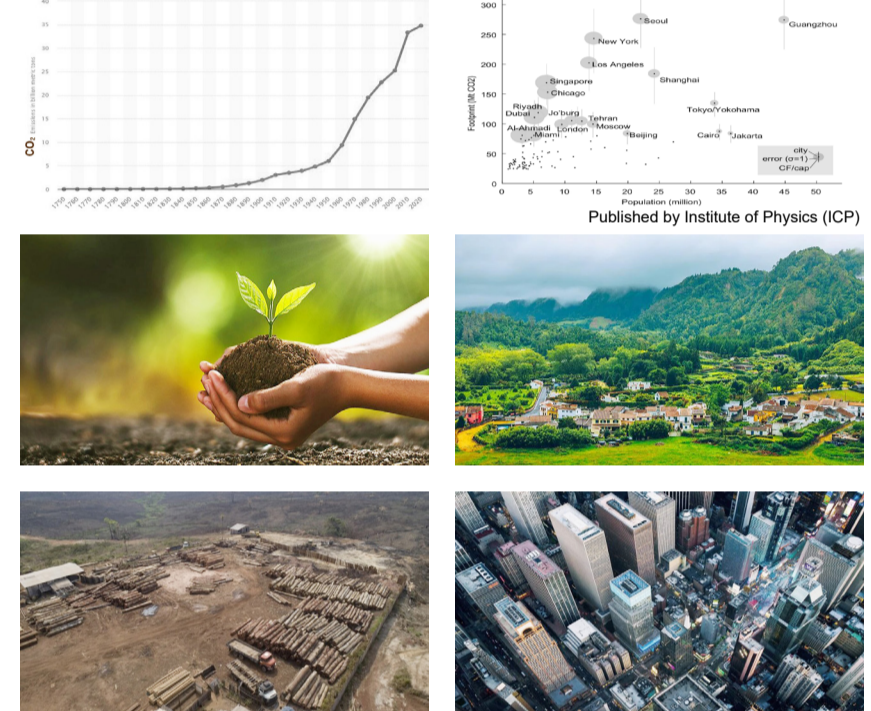 40
35
30
25
20
15
10
5
0
CO2 Emissions in billion metric tons
1750 1760 1770 1780 1790 1800 1810 1820 1830 1840 1850 1860 1870 1880 1890 1900 1910 1920 1930 1940 1950 1960 1970 1980 1990 2000 2010 2020
300
250
200
150
100
50
0
Footprint (Mt CO2)
Seoul
Guangzhou
New York
Los Angeles
Shanghai
Singapore
Chicago
Riyadh
Tokyo/Yokohama
Dubai
Jo'burg
Tehran
Al-Ahmadi
London
Moscow
Miami
Beijing
Cairo
Jakarta
city
error (σ=1)
CF/cap
0 5 10 15 20 25 30 35 40 45 50
Population (million)
Published by Institute of Physics (ICP)